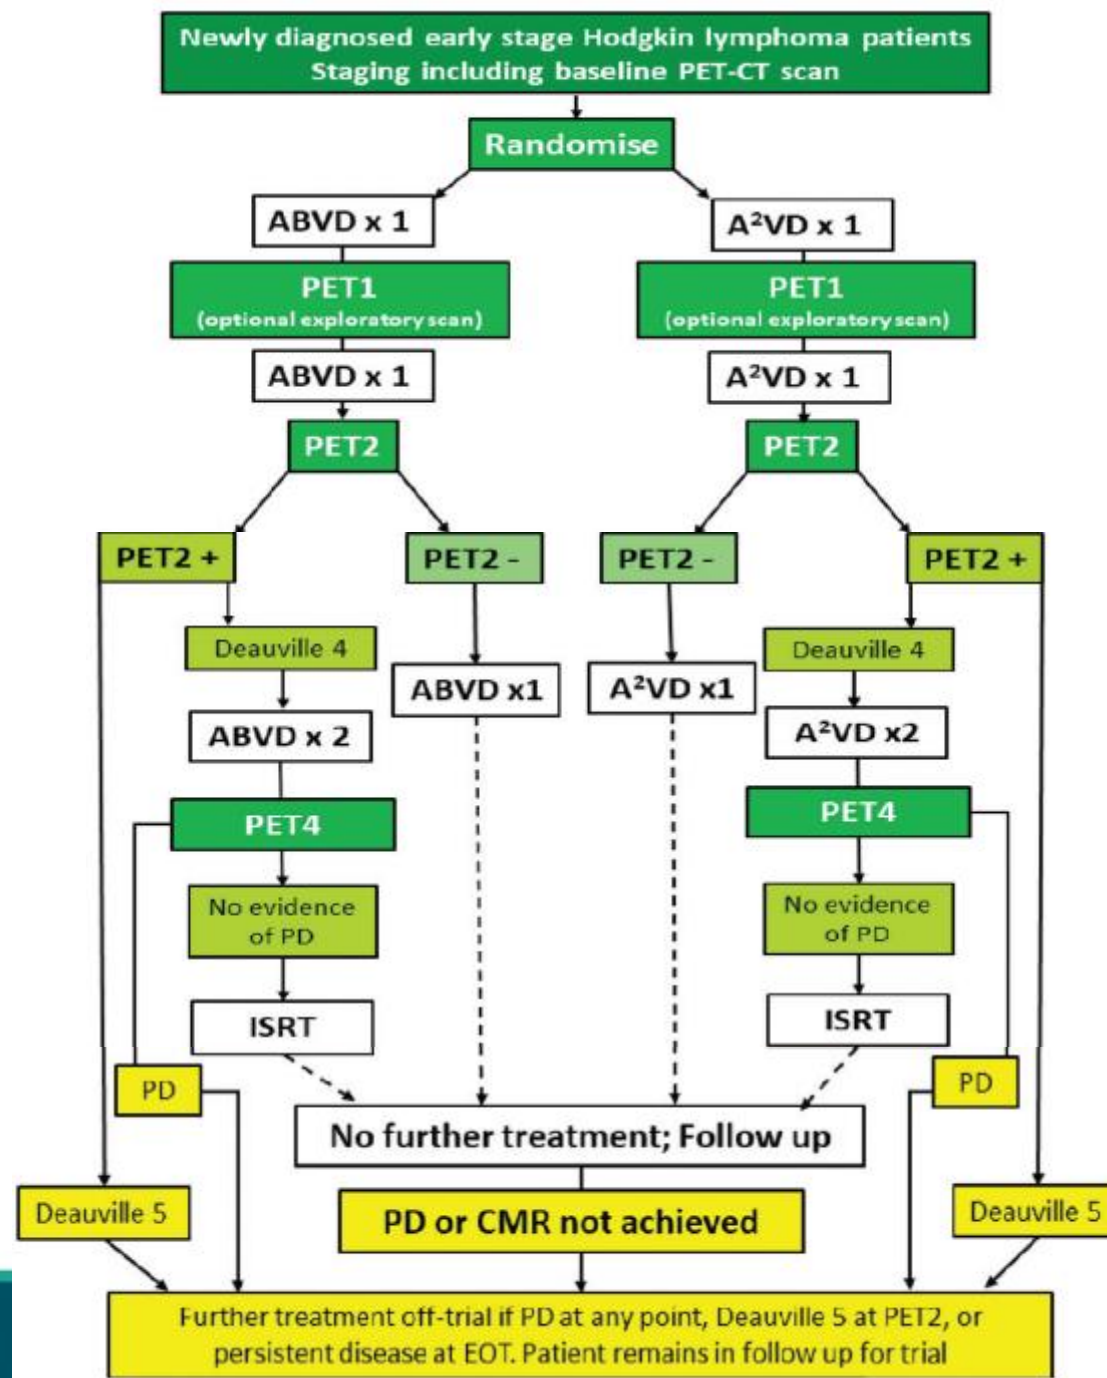 Newly diagnosed early stage Hodgkin lymphoma patients
Staging including baseline PET-CT scan
Randomise
ABVD x 1
A²VD x 1
PET1
(optional exploratory scan)
PET1
(optional exploratory scan)
ABVD x 1
A²VD x 1
PET2
PET2
PET2 +
PET2 -
PET2 -
PET2 +
Deauville 4
Deauville 4
ABVD x1
A²VD x1
ABVD x 2
A²VD x2
PET4
PET4
No evidence
of PD
No evidence
of PD
ISRT
ISRT
PD
PD
No further treatment; Follow up
Deauville 5
Deauville 5
PD or CMR not achieved
Further treatment off-trial if PD at any point, Deauville 5 at PET2, or
persistent disease at EOT. Patient remains in follow up for trial